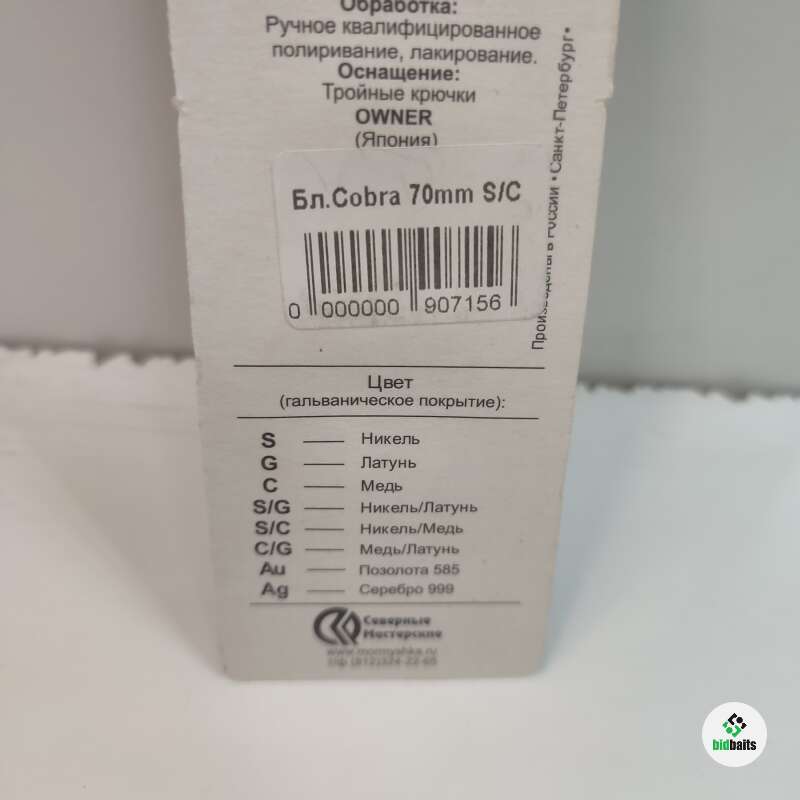 Обработка:
Ручное квалифицированное
полиривание, лакирование.
Оснащение:
Тройные крючки
OWNER
(Япония)
Бл.Cobra 70mm S/C
0 000000 907156
Произведены в России • Санкт-Петербург •
Цвет
(гальваническое покрытие):
S — Никель
G — Латунь
C — Медь
S/G — Никель/Латунь
S/C — Никель/Медь
C/G — Медь/Латунь
Au — Позолота 585
Ag — Серебро 999
Северные
Мастерские
www.mormyshka.ru
bidbaits